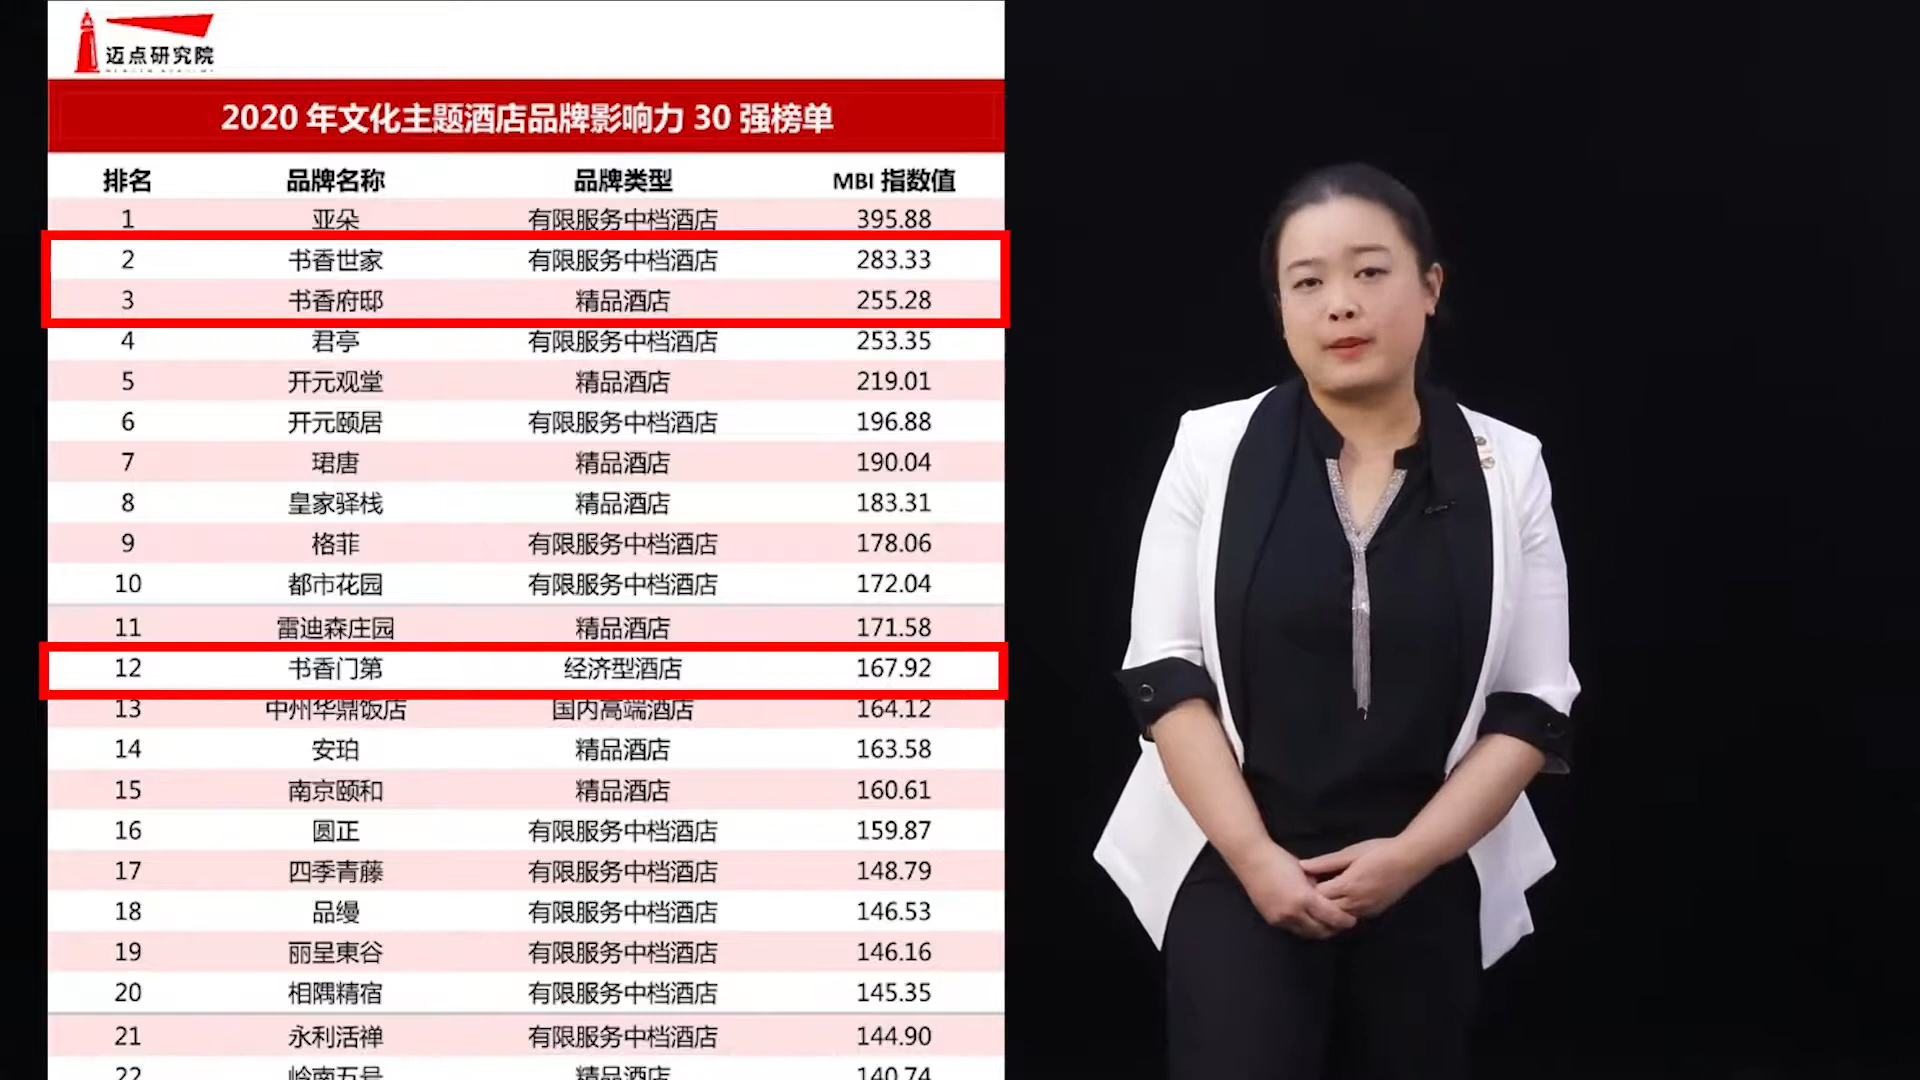 迈点研究院
2020 年文化主题酒店品牌影响力 30 强榜单
排名 品牌名称 品牌类型 MBI 指数值
1 亚朵 有限服务中档酒店 395.88
2 书香世家 有限服务中档酒店 283.33
3 书香府邸 精品酒店 255.28
4 君亭 有限服务中档酒店 253.35
5 开元观堂 精品酒店 219.01
6 开元颐居 有限服务中档酒店 196.88
7 珺唐 精品酒店 190.04
8 皇家驿栈 精品酒店 183.31
9 格菲 有限服务中档酒店 178.06
10 都市花园 有限服务中档酒店 172.04
11 雷迪森庄园 精品酒店 171.58
12 书香门第 经济型酒店 167.92
13 中州华鼎饭店 国内高端酒店 164.12
14 安珀 精品酒店 163.58
15 南京颐和 精品酒店 160.61
16 圆正 有限服务中档酒店 159.87
17 四季青藤 有限服务中档酒店 148.79
18 品缦 有限服务中档酒店 146.53
19 丽呈東谷 有限服务中档酒店 146.16
20 相隅精宿 有限服务中档酒店 145.35
21 永利活禅 有限服务中档酒店 144.90
22 岭南五号 精品酒店 140.74